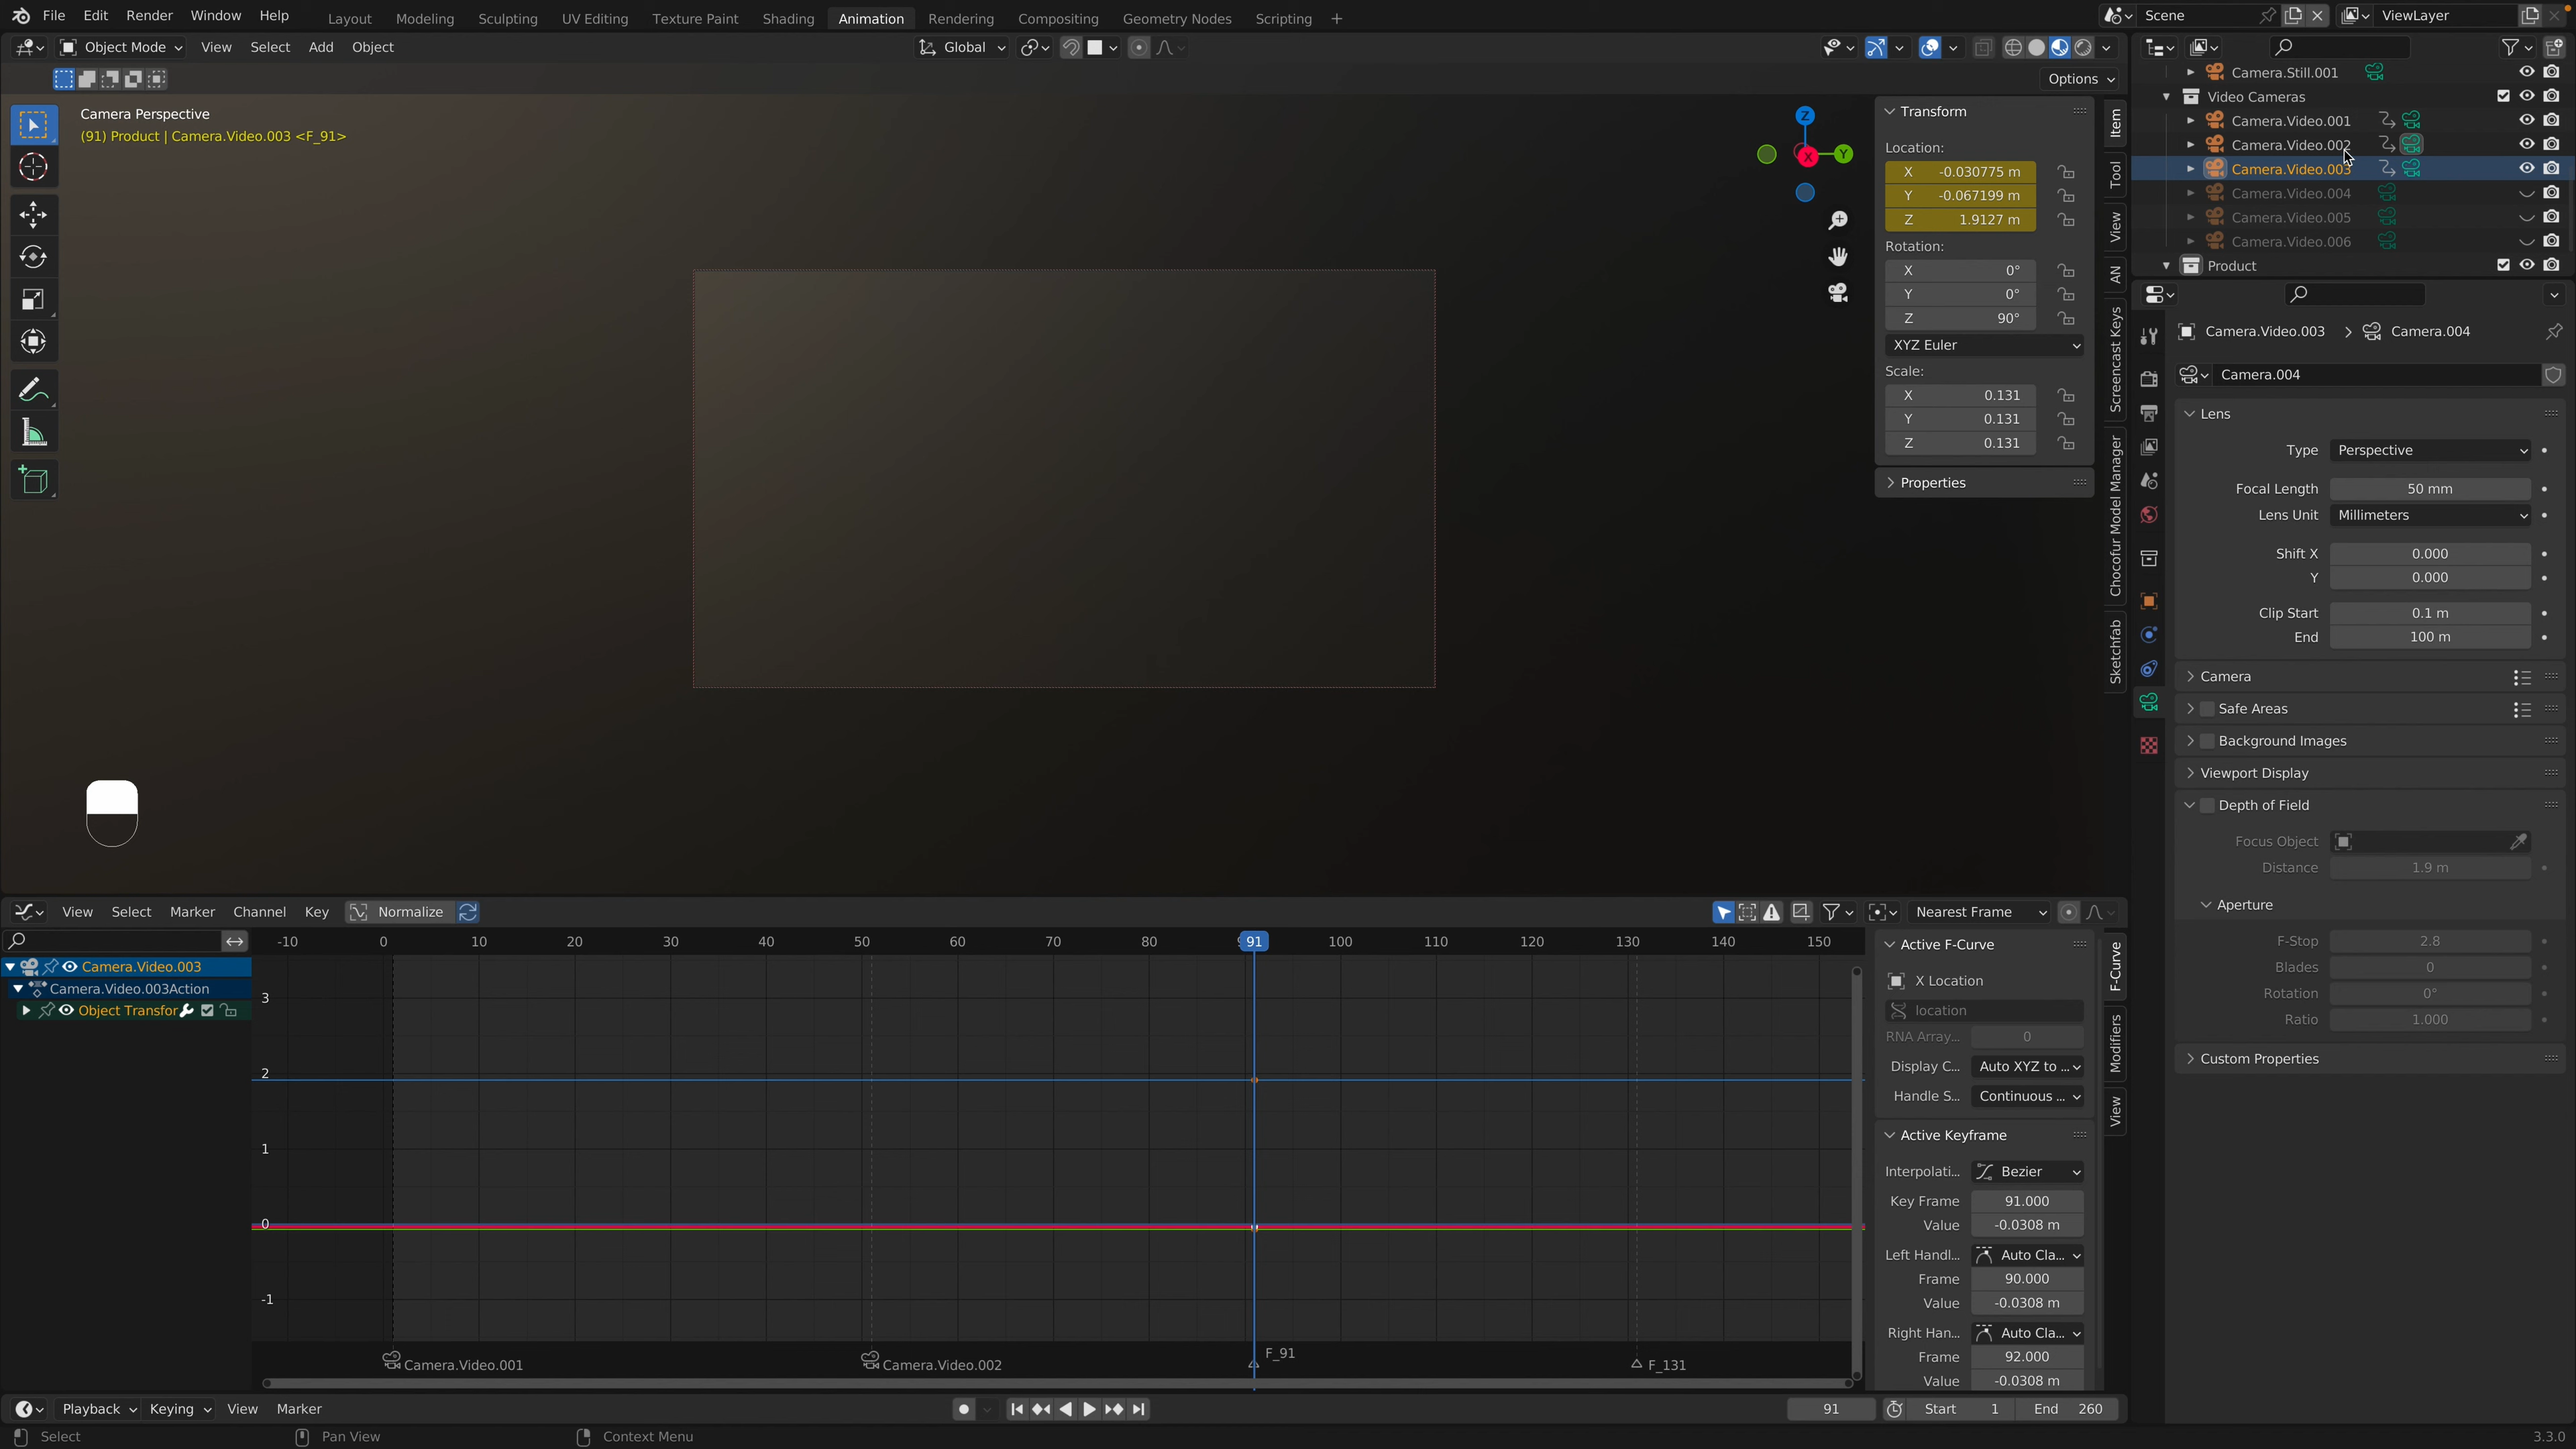 File Edit Render Window Help Layout Modeling Sculpting UV Editing Texture Paint Shading Animation Rendering Compositing Geometry Nodes Scripting + Scene ViewLayer
Object Mode View Select Add Object Global
Options
Camera Perspective
(91) Product | Camera.Video.003 <F_91>
Z
Y
X
Transform
Location:
X -0.030775 m
Y -0.067199 m
Z 1.9127 m
Rotation:
X 0°
Y 0°
Z 90°
XYZ Euler
Scale:
X 0.131
Y 0.131
Z 0.131
Properties
Item
Tool
View
AN
Screencast Keys
Chocofur Model Manager
Sketchfab
Camera.Still.001
Video Cameras
Camera.Video.001
Camera.Video.002
Camera.Video.003
Camera.Video.004
Camera.Video.005
Camera.Video.006
Product
Camera.Video.003 > Camera.004
Camera.004
Lens
Type Perspective
Focal Length 50 mm
Lens Unit Millimeters
Shift X 0.000
Y 0.000
Clip Start 0.1 m
End 100 m
Camera
Safe Areas
Background Images
Viewport Display
Depth of Field
Focus Object
Distance 1.9 m
Aperture
F-Stop 2.8
Blades 0
Rotation 0°
Ratio 1.000
Custom Properties
View Select Marker Channel Key Normalize Nearest Frame
-10 0 10 20 30 40 50 60 70 80 91 100 110 120 130 140 150
Camera.Video.003
Camera.Video.003Action
Object Transfor
3
2
1
0
-1
Camera.Video.001 Camera.Video.002 F_91 F_131
Active F-Curve
X Location
location
RNA Array... 0
Display C... Auto XYZ to ...
Handle S... Continuous ...
Active Keyframe
Interpolati... Bezier
Key Frame 91.000
Value -0.0308 m
Left Handl... Auto Cla...
Frame 90.000
Value -0.0308 m
Right Han... Auto Cla...
Frame 92.000
Value -0.0308 m
F-Curve
Modifiers
View
Playback Keying View Marker 91 Start 1 End 260
Select Pan View Context Menu 3.3.0